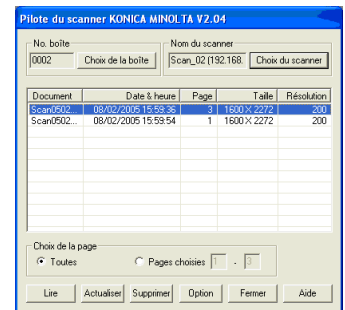 Pilote du scanner KONICA MINOLTA V2.04
No. boîte
Nom du scanner
0002 Choix de la boîte Scan_02 (192.168. Choix du scanner
Document Date & heure Page Taille Résolution
Scan0502... 08/02/2005 15:59:36 3 1600 X 2272 200
Scan0502... 08/02/2005 15:59:54 1 1600 X 2272 200
Choix de la page
Toutes Pages choisies 1 - 3
Lire Actualiser Supprimer Option Fermer Aide